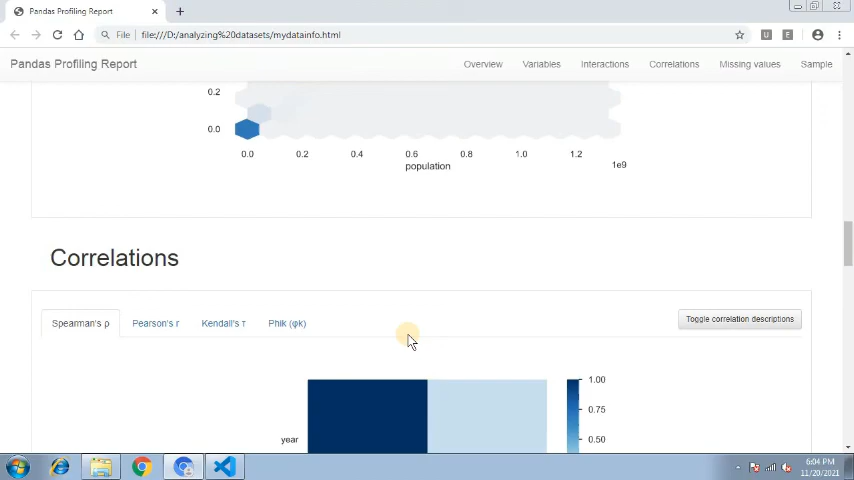 Pandas Profiling Report
File
file:///D:/analyzing%20datasets/mydatainfo.html
U
E
Pandas Profiling Report
Overview
Variables
Interactions
Correlations
Missing values
Sample
0.2
0.0
0.0 0.2 0.4 0.6 0.8 1.0 1.2
population
1e9
Correlations
Spearman's ρ
Pearson's r
Kendall's τ
Phik (φk)
Toggle correlation descriptions
1.00
0.75
year
0.50
6:04 PM
11/20/2021